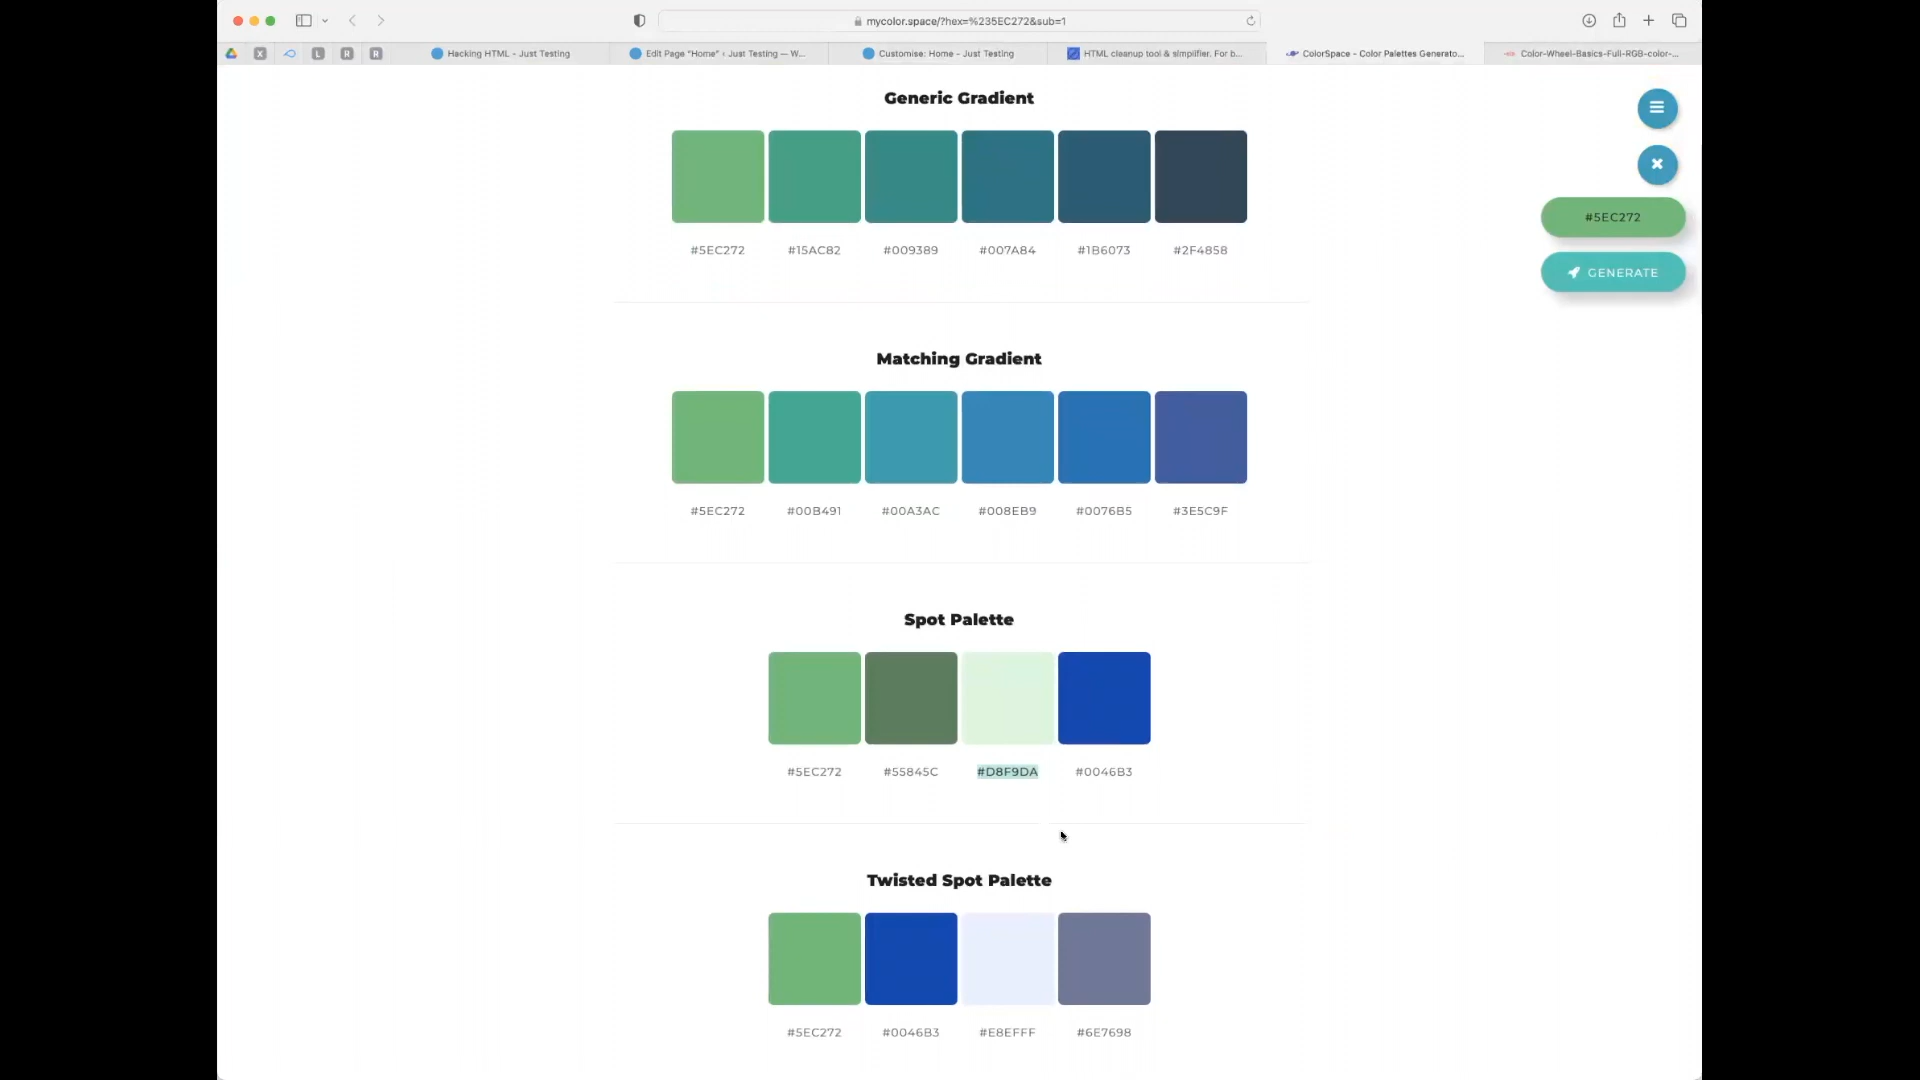 mycolor.space/?hex=%235EC272&sub=1
X
L
R
R
Hacking HTML - Just Testing
Edit Page "Home" ‹ Just Testing — W...
Customise: Home - Just Testing
HTML cleanup tool & simplifier. For b...
ColorSpace - Color Palettes Generato...
Color-Wheel-Basics-Full-RGB-color-...
Generic Gradient
#5EC272 #15AC82 #009389 #007A84 #1B6073 #2F4858
#5EC272
GENERATE
Matching Gradient
#5EC272 #00B491 #00A3AC #008EB9 #0076B5 #3E5C9F
Spot Palette
#5EC272 #55845C #D8F9DA #0046B3
Twisted Spot Palette
#5EC272 #0046B3 #E8EFFF #6E7698